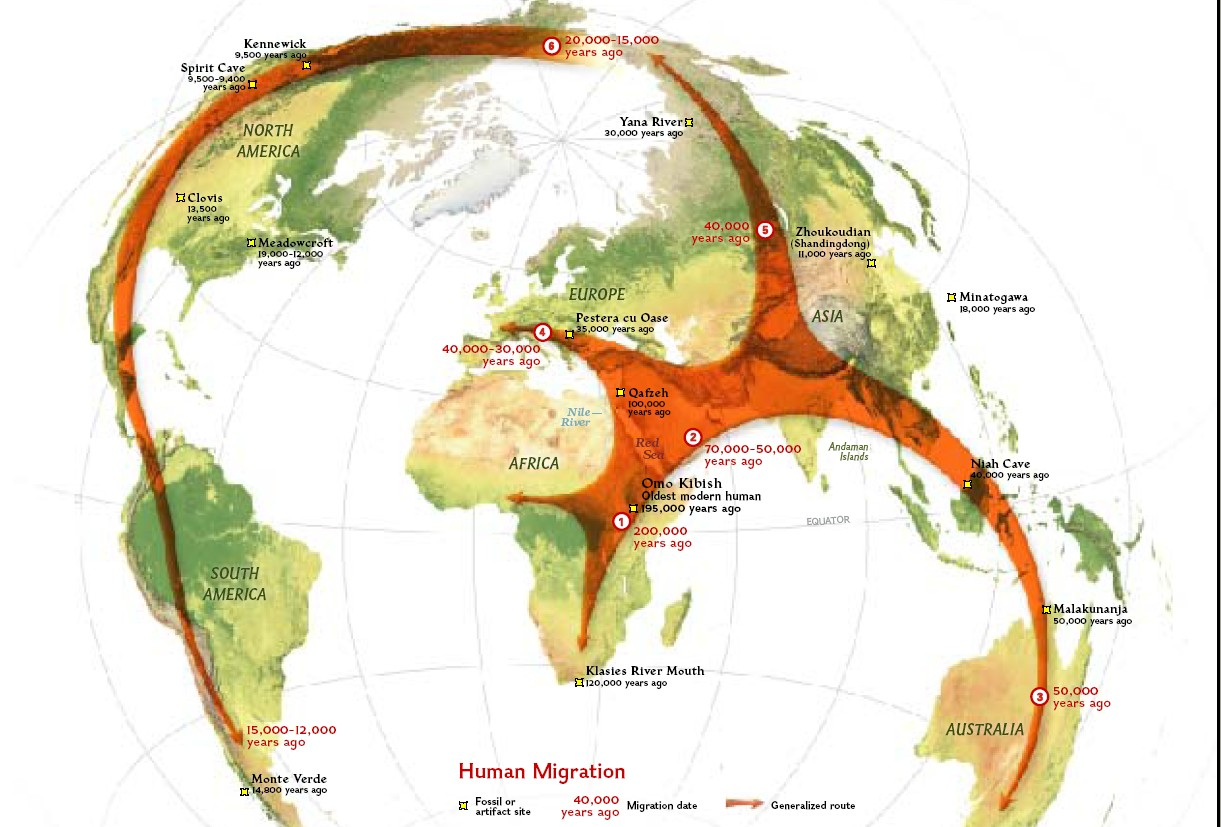 Kennewick
9,500 years ago
Spirit Cave
9,500-9,400
years ago
6
20,000-15,000
years ago
NORTH
AMERICA
Yana River
30,000 years ago
Clovis
13,500
years ago
Meadowcroft
19,000-12,000
years ago
40,000
years ago
5
Zhoukoudian
(Shandingdong)
11,000 years ago
EUROPE
Minatogawa
18,000 years ago
ASIA
Pestera cu Oase
35,000 years ago
4
40,000-30,000
years ago
Qafzeh
100,000
years ago
Nile
River
Red
Sea
2
70,000-50,000
years ago
Andaman
Islands
AFRICA
Niah Cave
40,000 years ago
Omo Kibish
Oldest modern human
195,000 years ago
1
200,000
years ago
EQUATOR
SOUTH
AMERICA
Malakunanja
50,000 years ago
Klasies River Mouth
120,000 years ago
3
50,000
years ago
AUSTRALIA
15,000-12,000
years ago
Monte Verde
14,800 years ago
Human Migration
Fossil or
artifact site
40,000
years ago
Migration date
Generalized route